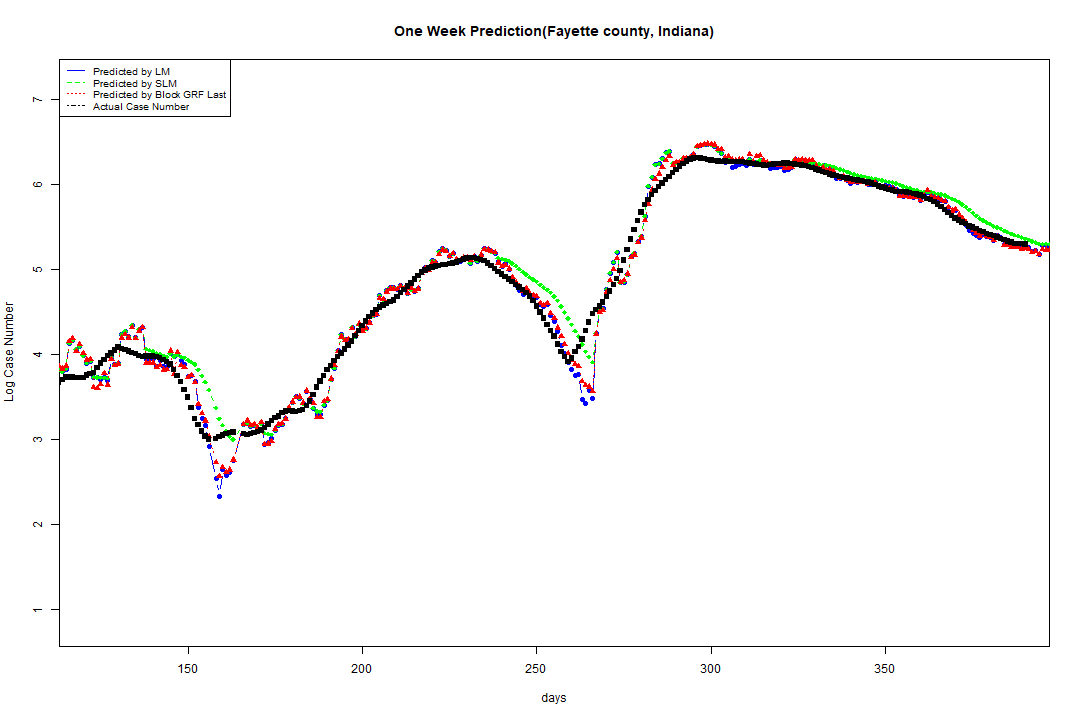 One Week Prediction(Fayette county, Indiana)
Predicted by LM
Predicted by SLM
Predicted by Block GRF Last
Actual Case Number
7
6
5
4
3
2
1
Log Case Number
150 200 250 300 350
days